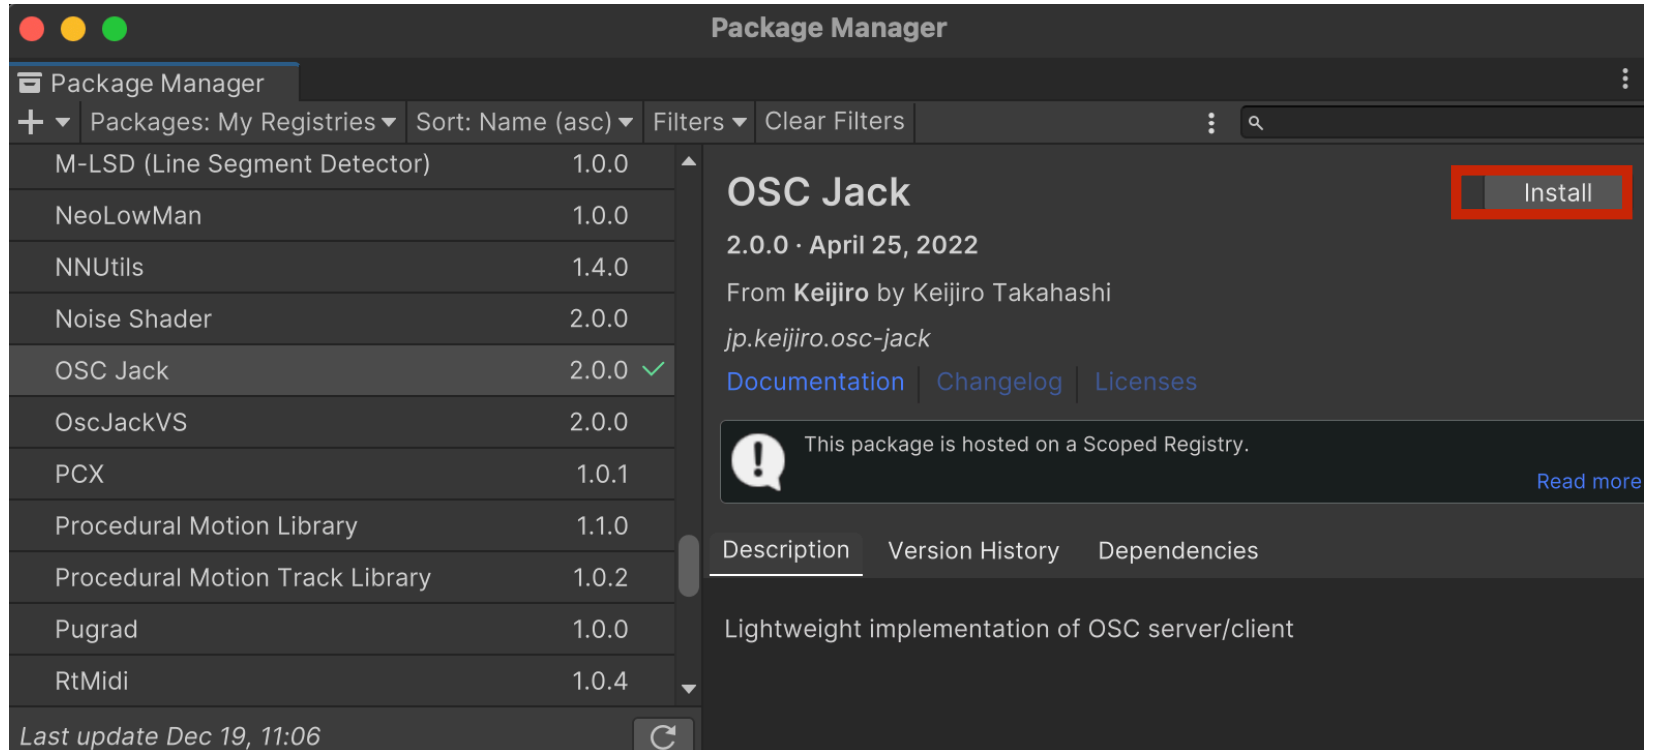 Package Manager
Package Manager
Packages: My Registries
Sort: Name (asc)
Filters
Clear Filters
M-LSD (Line Segment Detector) 1.0.0
NeoLowMan 1.0.0
NNUtils 1.4.0
Noise Shader 2.0.0
OSC Jack 2.0.0
OscJackVS 2.0.0
PCX 1.0.1
Procedural Motion Library 1.1.0
Procedural Motion Track Library 1.0.2
Pugrad 1.0.0
RtMidi 1.0.4
Last update Dec 19, 11:06
OSC Jack
Install
2.0.0 · April 25, 2022
From Keijiro by Keijiro Takahashi
jp.keijiro.osc-jack
Documentation Changelog Licenses
This package is hosted on a Scoped Registry.
Read more
Description Version History Dependencies
Lightweight implementation of OSC server/client